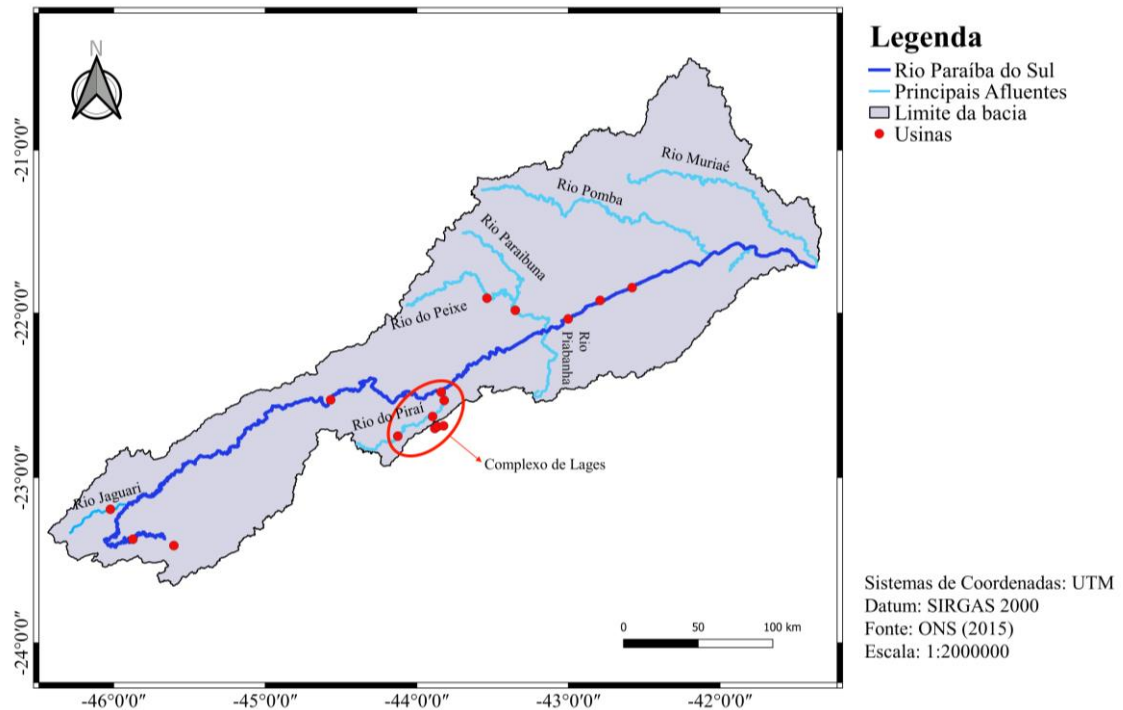 N
Legenda
Rio Paraíba do Sul
Principais Afluentes
Limite da bacia
Usinas
-21°0'0"
-22°0'0"
-23°0'0"
-24°0'0"
Rio Muriaé
Rio Pomba
Rio Paraibuna
Rio do Peixe
Rio
Piabanha
Rio do Pirai
Complexo de Lages
Rio Jaguari
0 50 100 km
Sistemas de Coordenadas: UTM
Datum: SIRGAS 2000
Fonte: ONS (2015)
Escala: 1:2000000
-46°0'0" -45°0'0" -44°0'0" -43°0'0" -42°0'0"